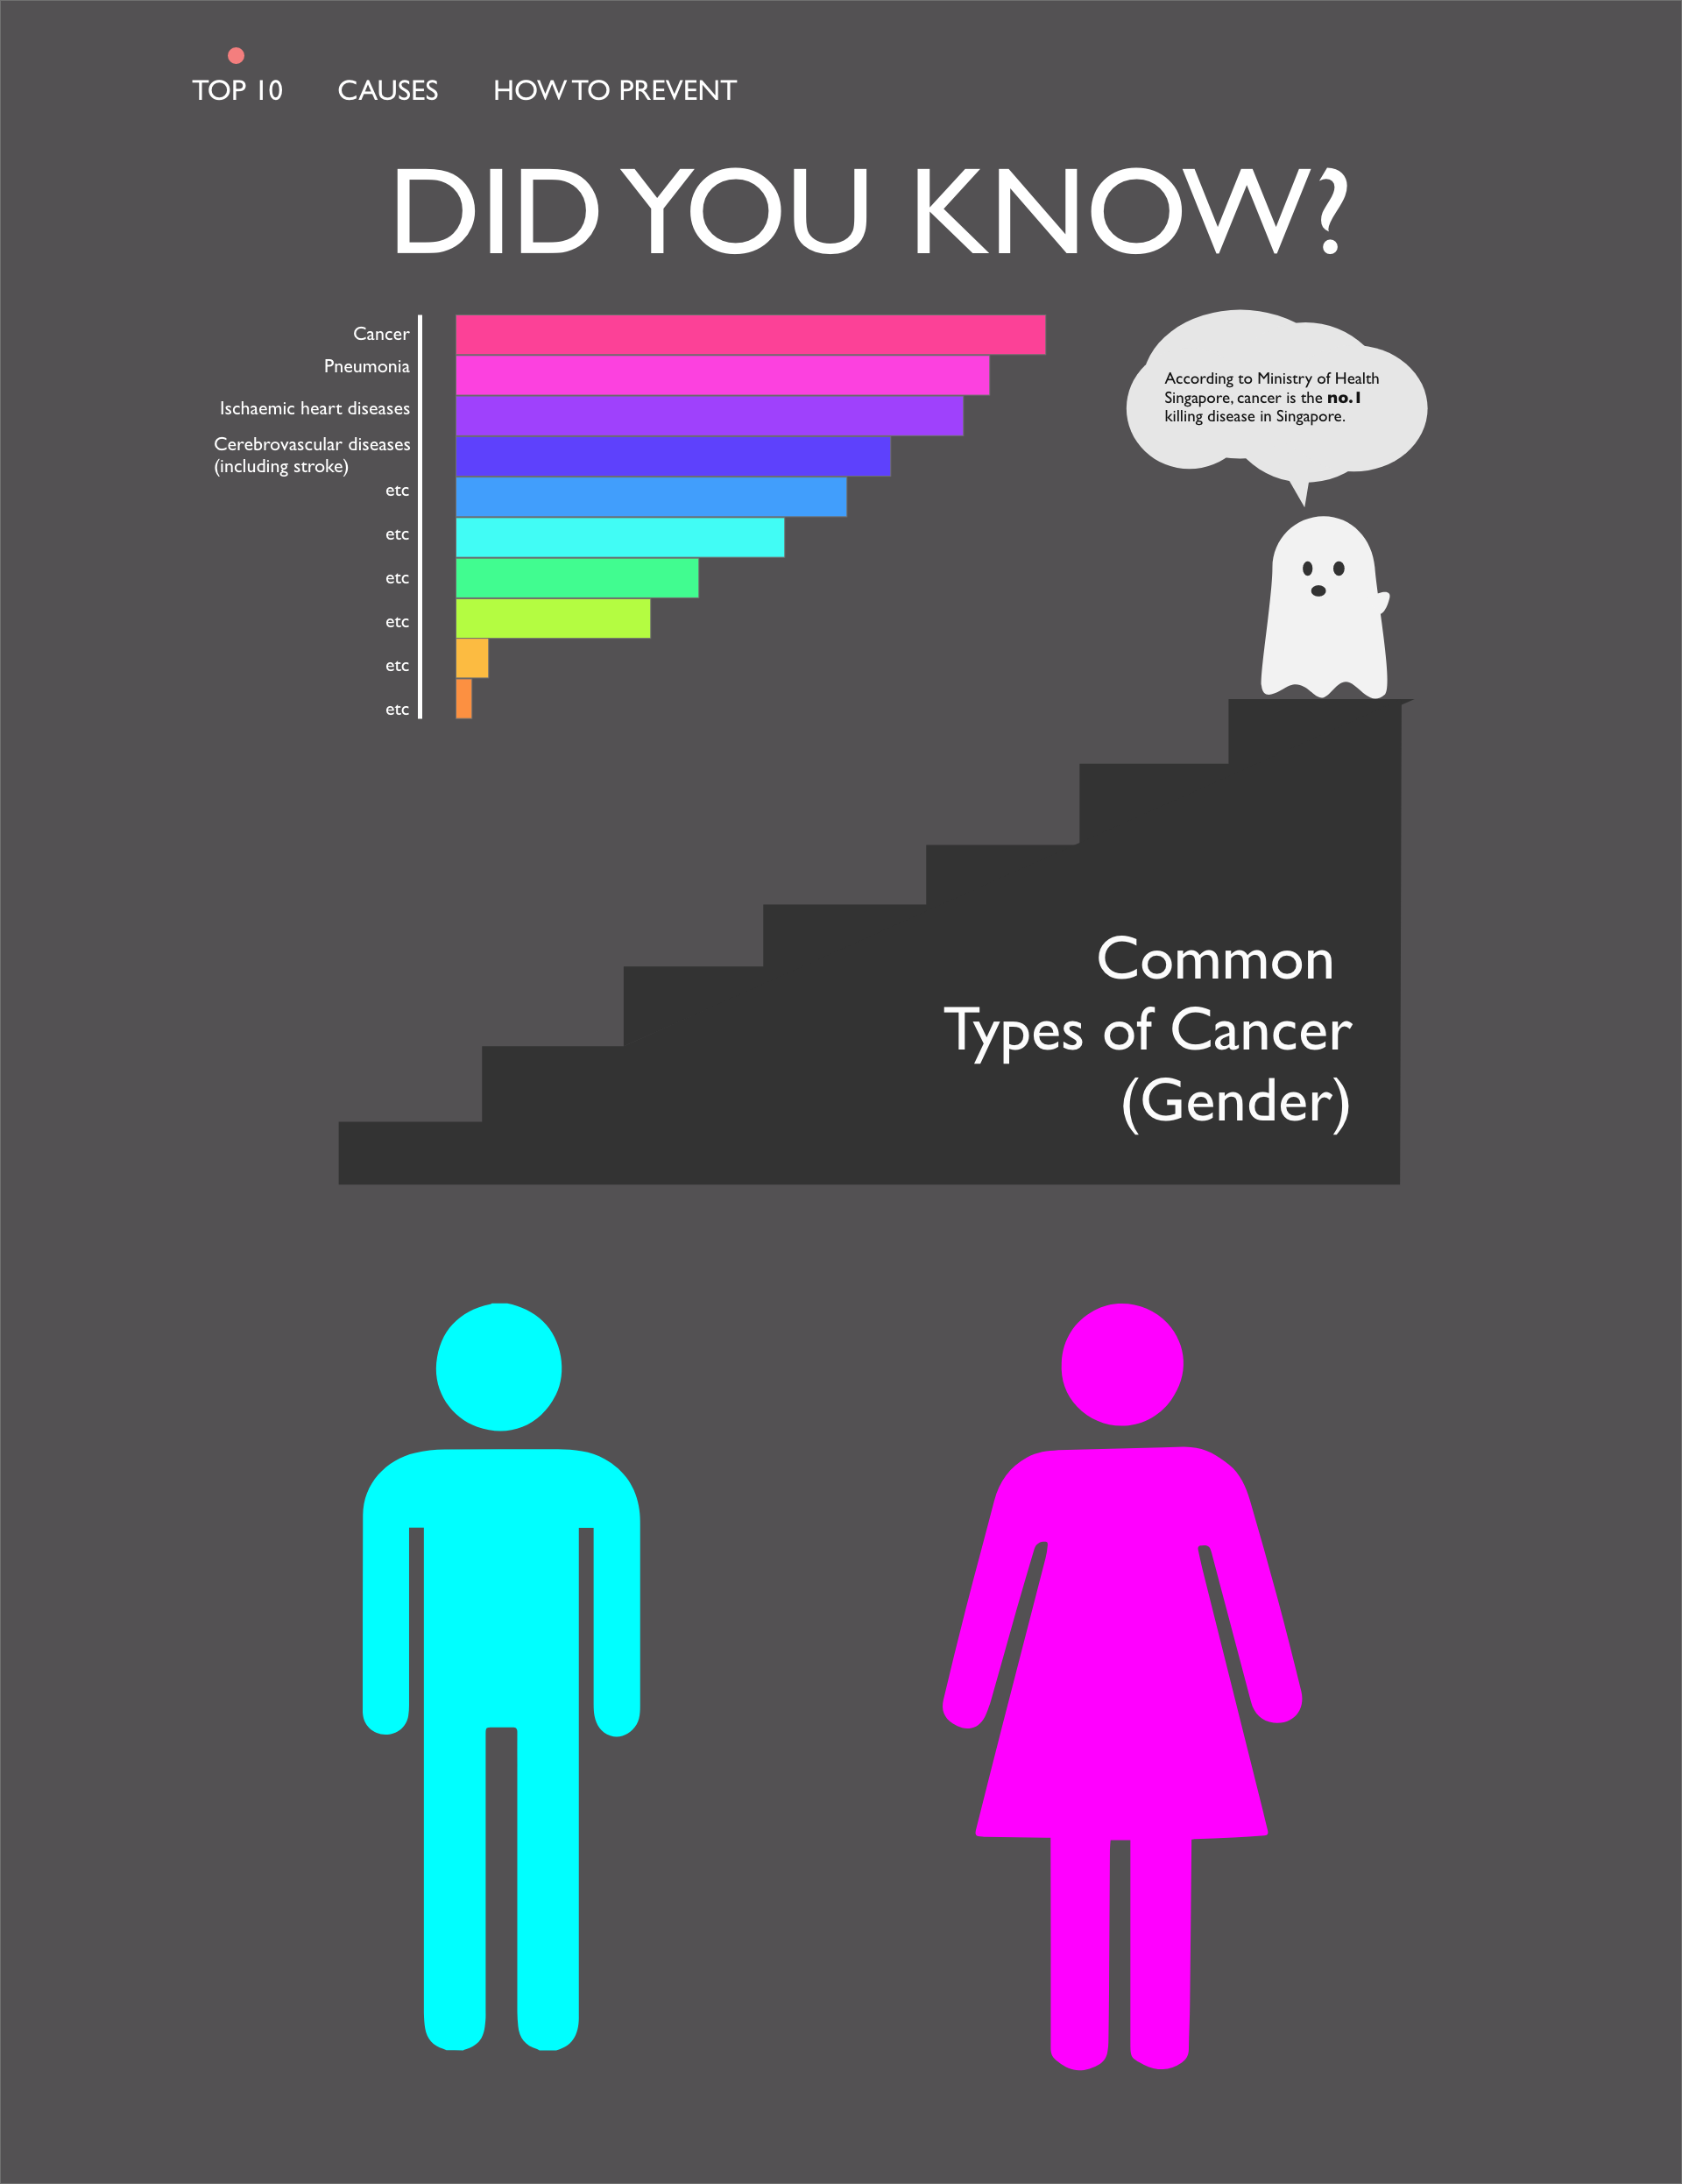 TOP 10 CAUSES HOW TO PREVENT
DID YOU KNOW?
Cancer
Pneumonia
Ischaemic heart diseases
Cerebrovascular diseases
(including stroke)
etc
etc
etc
etc
etc
etc
According to Ministry of Health
Singapore, cancer is the no.1
killing disease in Singapore.
Common
Types of Cancer
(Gender)